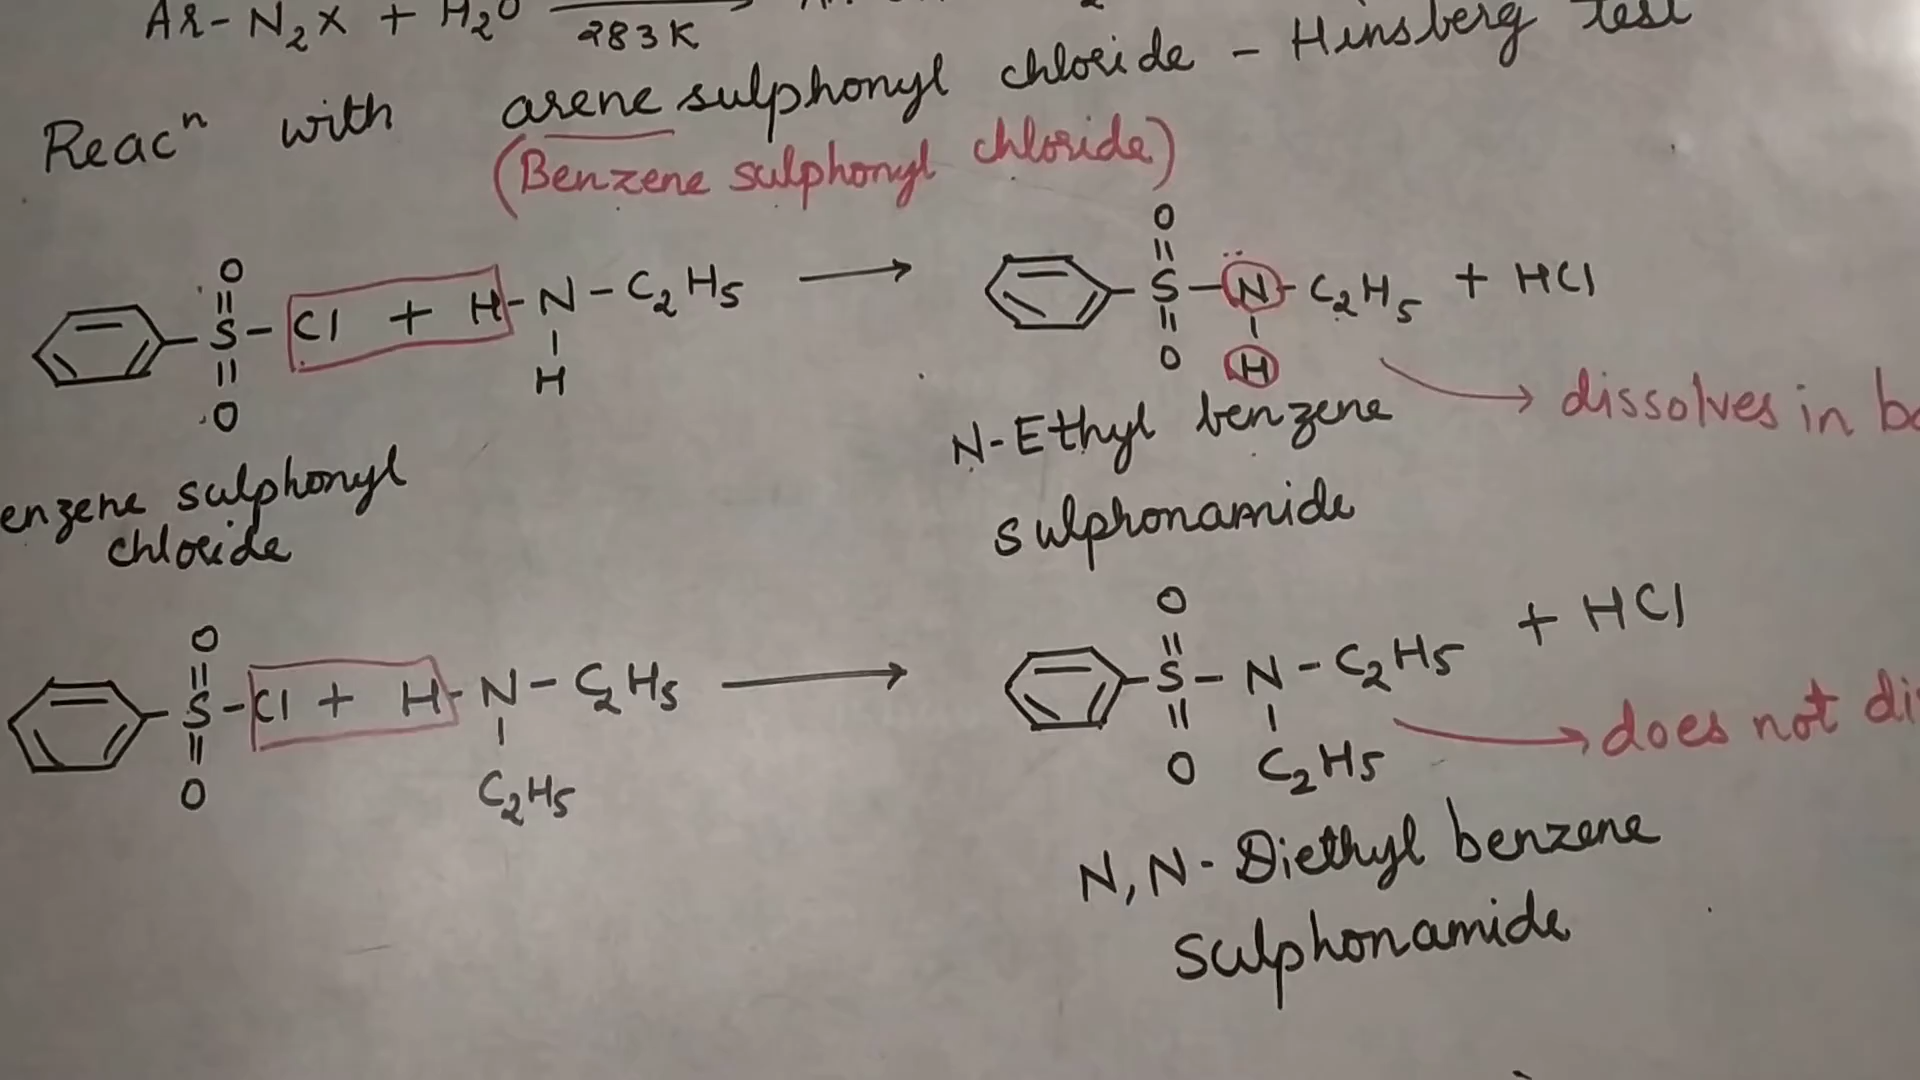 Ar-N2X + H2O
283K
Reacn with arene sulphonyl chloride - Hinsberg test
(Benzene sulphonyl chloride)
O O
S - Cl + H - N - C2H5 → S - N - C2H5 + HCl
O H O H
→ dissolves in
N-Ethyl benzene
sulphonamide
enzene sulphonyl
chloride
O O
S - Cl + H - N - C2H5 → S - N - C2H5 + HCl
O C2H5 O C2H5
→ does not
N,N- Diethyl benzene
sulphonamide